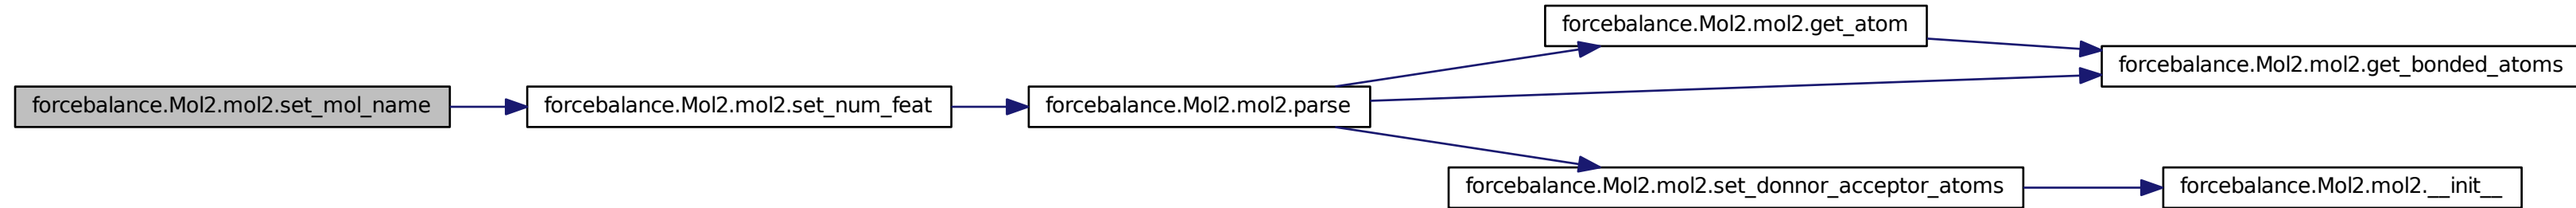 forcebalance.Mol2.mol2.set_mol_name
forcebalance.Mol2.mol2.set_num_feat
forcebalance.Mol2.mol2.parse
forcebalance.Mol2.mol2.get_atom
forcebalance.Mol2.mol2.get_bonded_atoms
forcebalance.Mol2.mol2.set_donnor_acceptor_atoms
forcebalance.Mol2.mol2.__init__